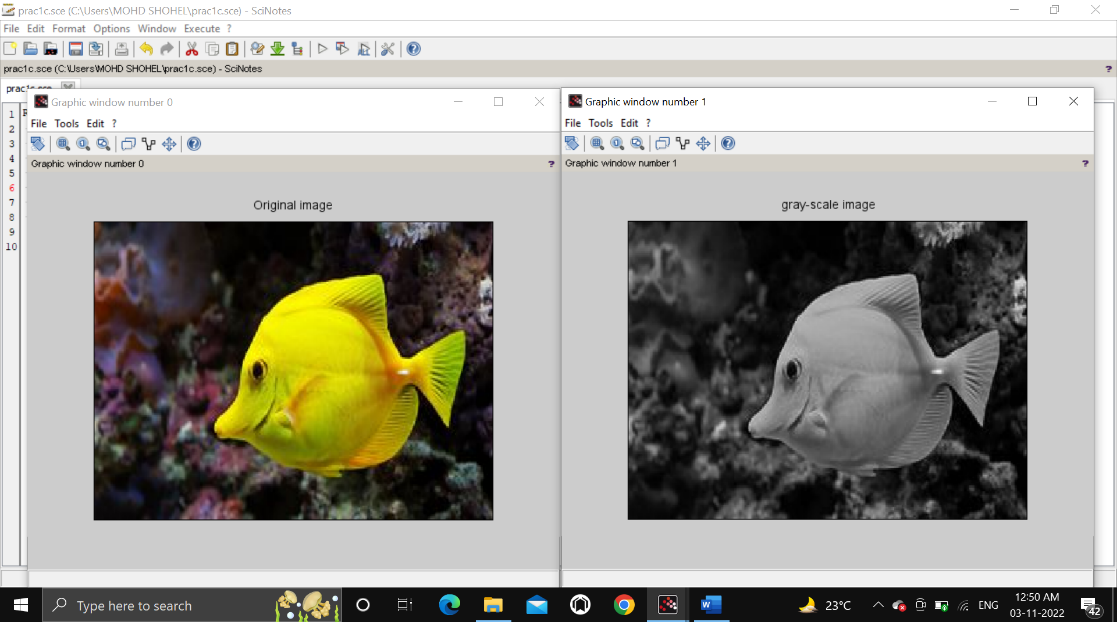 prac1c.sce (C:\Users\MOHD SHOHEL\prac1c.sce) - SciNotes
File Edit Format Options Window Execute ?
prac1c.sce (C:\Users\MOHD SHOHEL\prac1c.sce) - SciNotes
?
prac1c.sce
1
2
3
4
5
6
7
8
9
10
Graphic window number 0
File Tools Edit ?
Graphic window number 0
?
Original image
Graphic window number 1
File Tools Edit ?
Graphic window number 1
?
gray-scale image
Type here to search
23°C
ENG
12:50 AM
03-11-2022
42